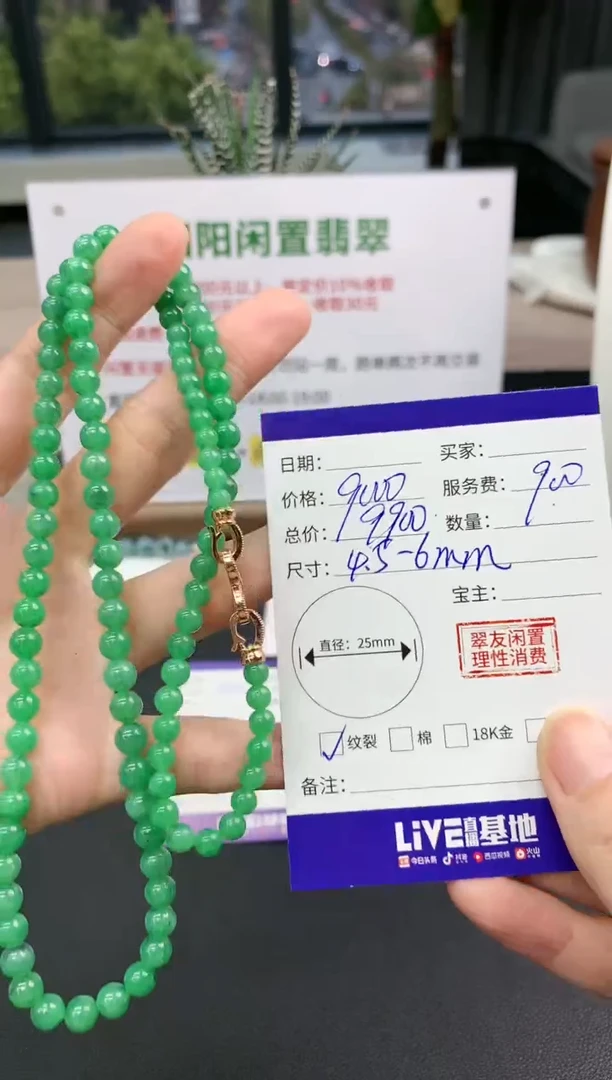 阳闲置翡翠
日期：
买家：
价格：9000
服务费：900
总价：9900
数量：
尺寸：4.5-6mm
宝主：
直径：25mm
翠友闲置
理性消费
纹裂 棉 18K金
备注：
LiVE直播基地
今日头条 抖音 西瓜视频 火山